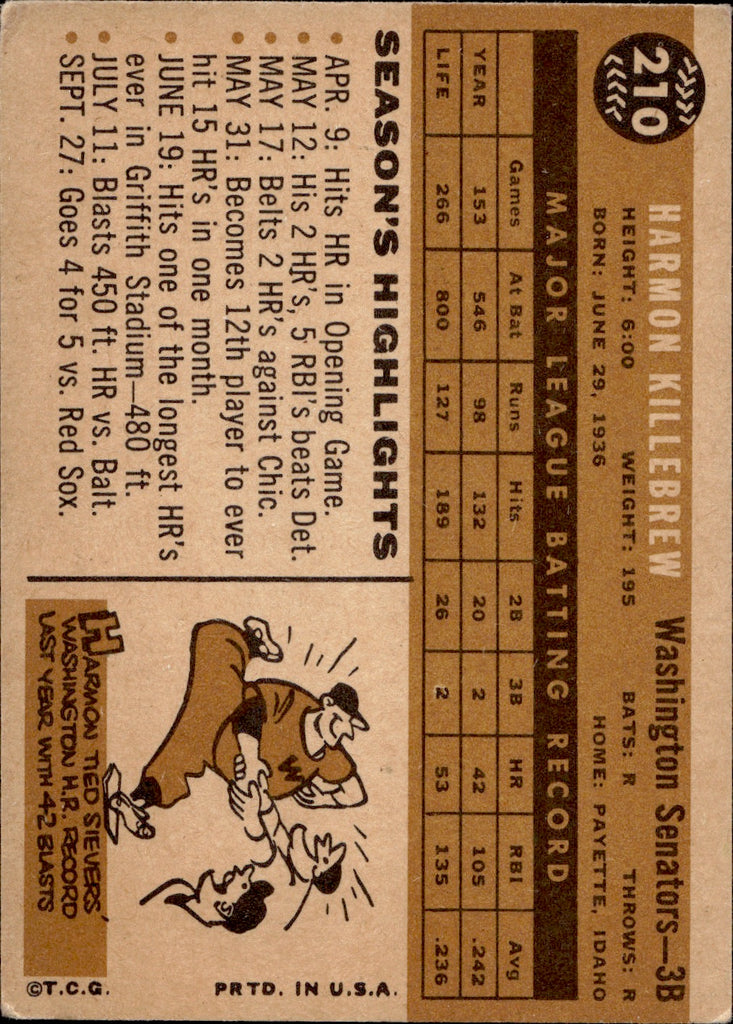 210
HARMON KILLEBREW Washington Senators—3B
HEIGHT: 6:00 WEIGHT: 195 BATS: R THROWS: R
BORN: JUNE 29, 1936 HOME: PAYETTE, IDAHO
MAJOR LEAGUE BATTING RECORD
Games At Bat Runs Hits 2B 3B HR RBI Avg
YEAR 153 546 98 132 20 2 42 105 .242
LIFE 266 800 127 189 26 2 53 135 .236
SEASON'S HIGHLIGHTS
• APR. 9: Hits HR in Opening Game.
• MAY 12: His 2 HR's, 5 RBI's beats Det.
• MAY 17: Belts 2 HR's against Chic.
• MAY 31: Becomes 12th player to ever
hit 15 HR's in one month.
• JUNE 19: Hits one of the longest HR's
ever in Griffith Stadium—480 ft.
• JULY 11: Blasts 450 ft. HR vs. Balt.
• SEPT. 27: Goes 4 for 5 vs. Red Sox.
W
HARMON TIED SIEVERS'
WASHINGTON H.R. RECORD
LAST YEAR WITH 42 BLASTS
PRTD. IN U.S.A.
©T.C.G.